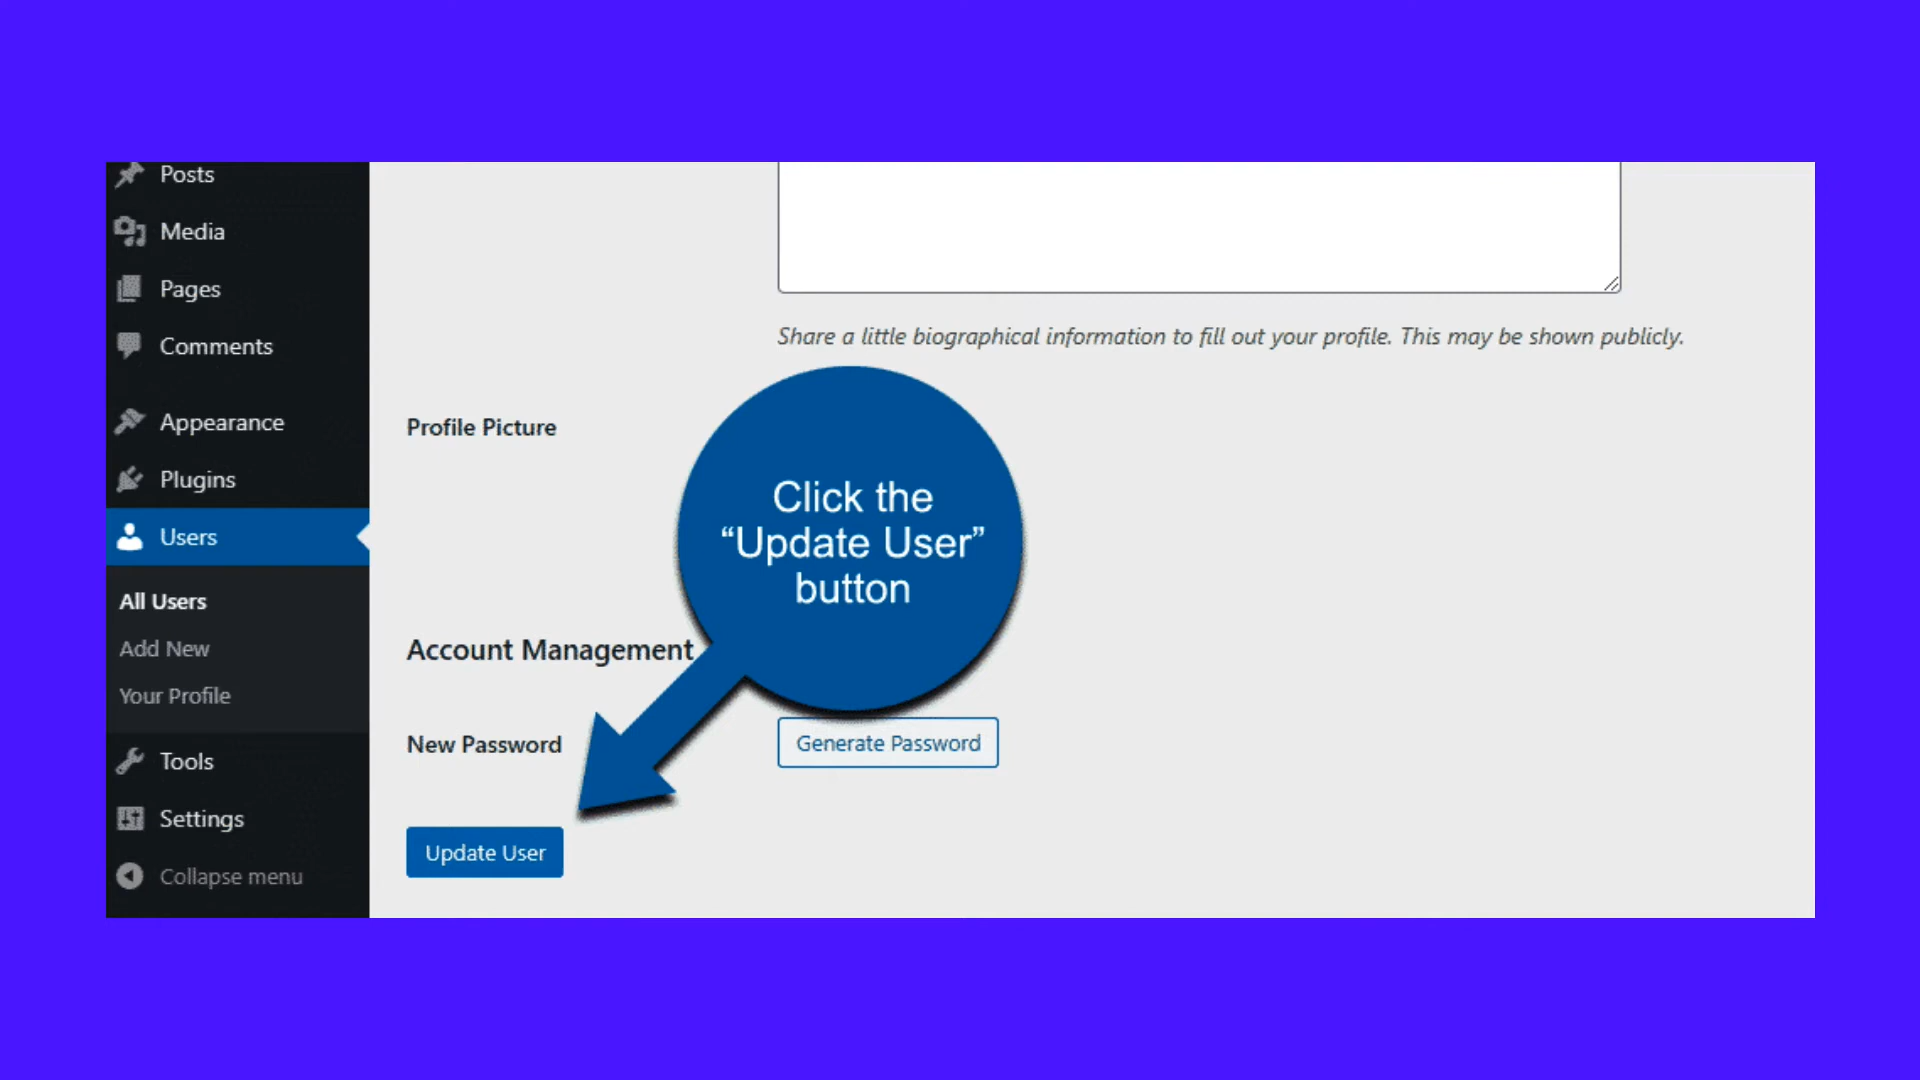 Posts
Media
Pages
Comments
Appearance
Plugins
Users
All Users
Add New
Your Profile
Tools
Settings
Collapse menu
Share a little biographical information to fill out your profile. This may be shown publicly.
Profile Picture
Click the
“Update User”
button
Account Management
New Password
Generate Password
Update User